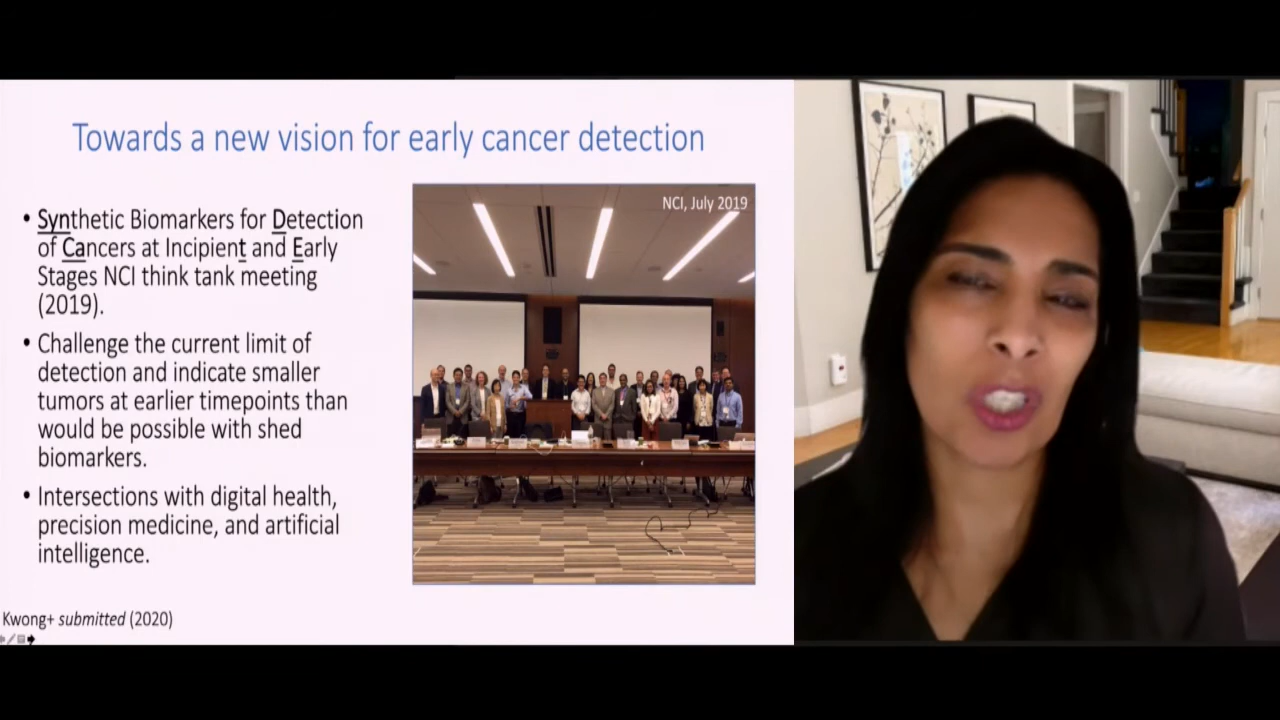 Towards a new vision for early cancer detection
• Synthetic Biomarkers for Detection
of Cancers at Incipient and Early
Stages NCI think tank meeting
(2019).
• Challenge the current limit of
detection and indicate smaller
tumors at earlier timepoints than
would be possible with shed
biomarkers.
• Intersections with digital health,
precision medicine, and artificial
intelligence.
NCI, July 2019
Kwong+ submitted (2020)